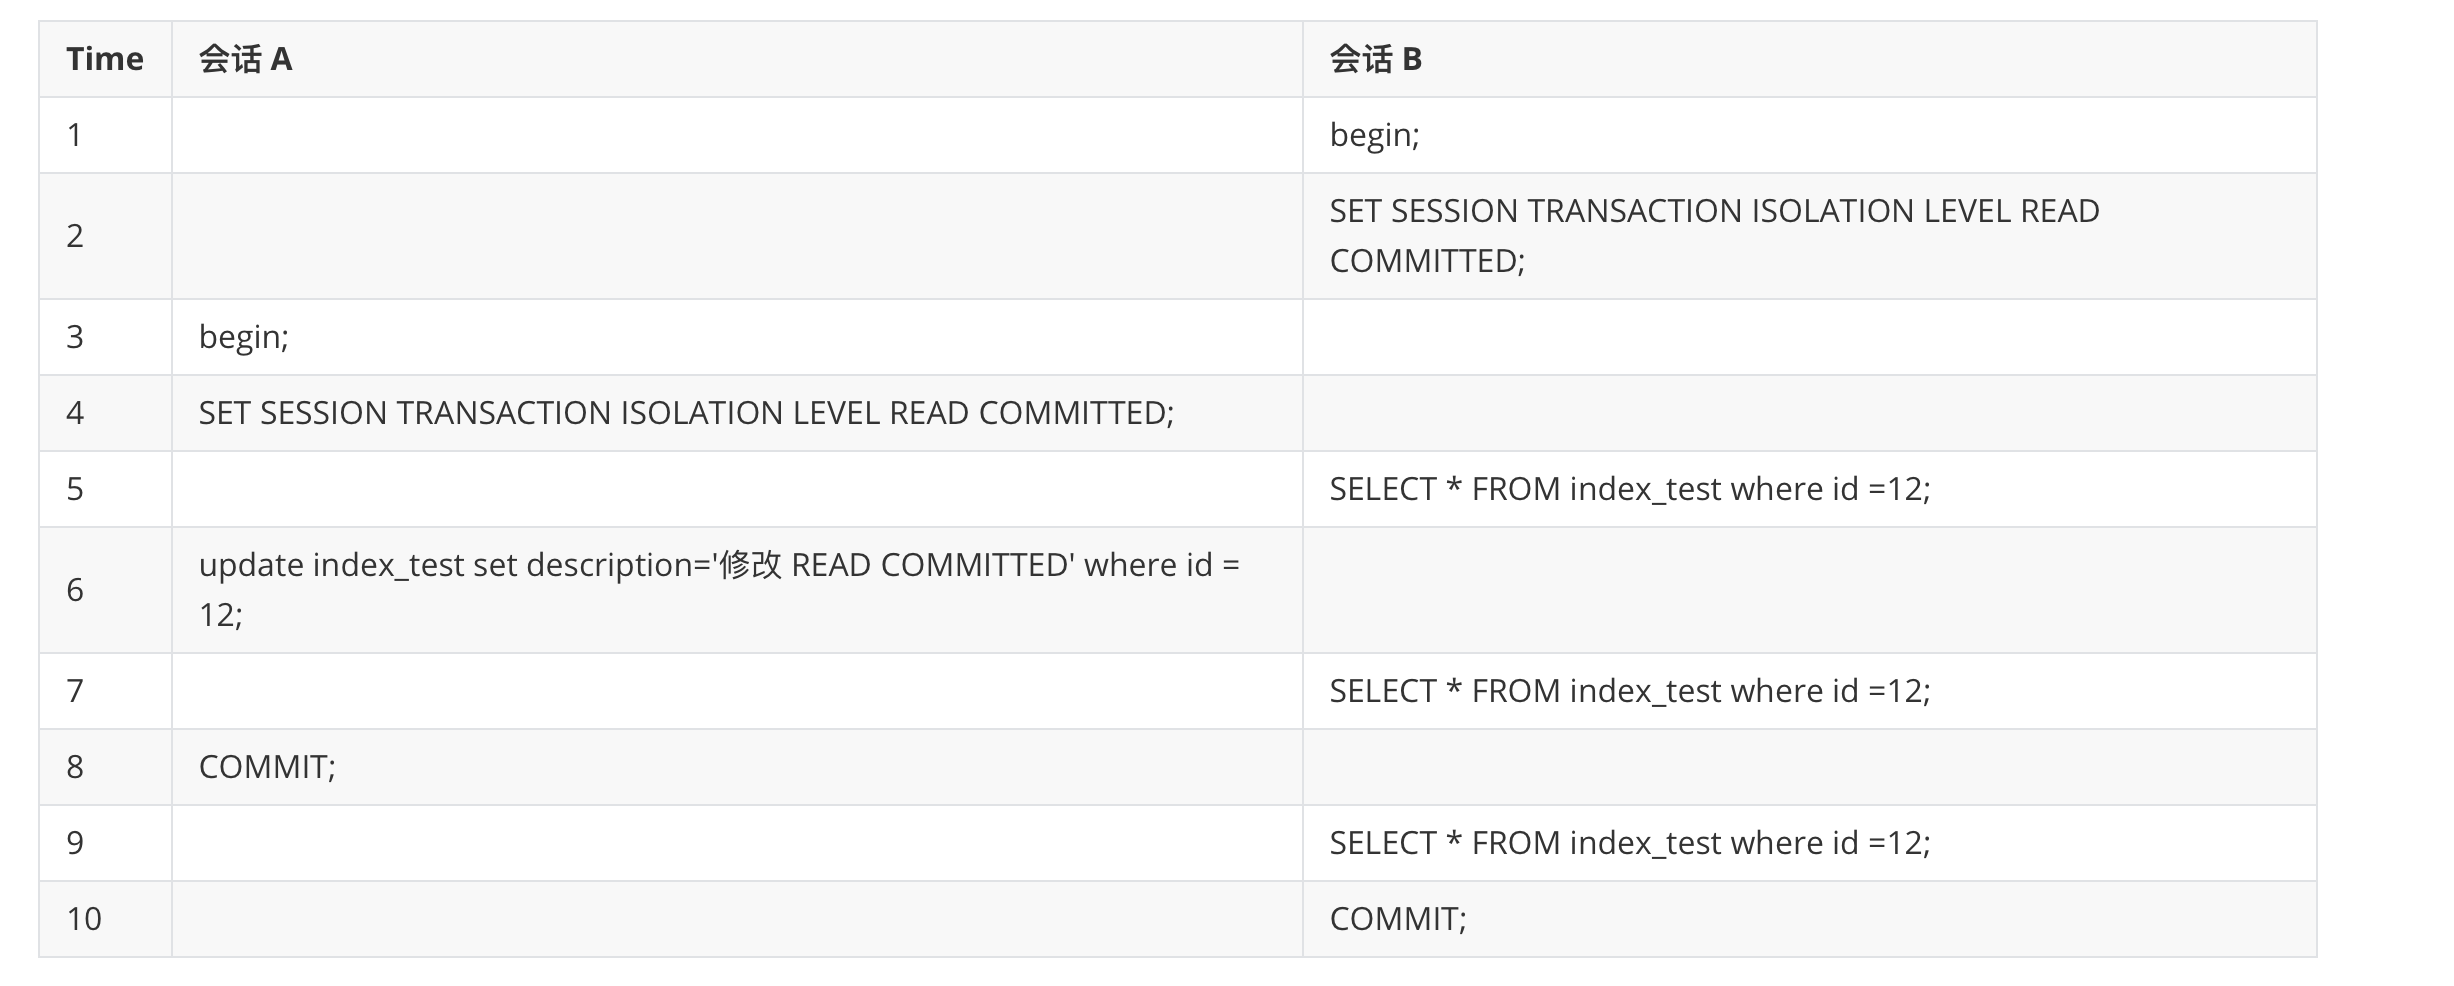 Time 会话 A 会话 B
1 begin;
2 SET SESSION TRANSACTION ISOLATION LEVEL READ
COMMITTED;
3 begin;
4 SET SESSION TRANSACTION ISOLATION LEVEL READ COMMITTED;
5 SELECT * FROM index_test where id =12;
6 update index_test set description='修改 READ COMMITTED' where id =
12;
7 SELECT * FROM index_test where id =12;
8 COMMIT;
9 SELECT * FROM index_test where id =12;
10 COMMIT;